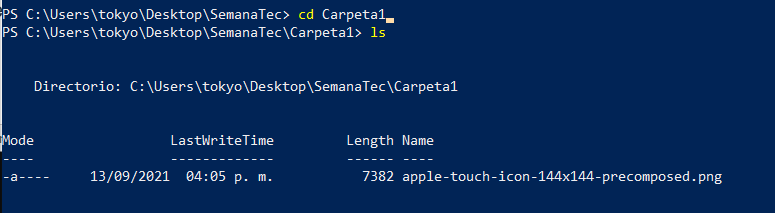 PS C:\Users\tokyo\Desktop\SemanaTec> cd Carpeta1
PS C:\Users\tokyo\Desktop\SemanaTec\Carpeta1> ls
Directorio: C:\Users\tokyo\Desktop\SemanaTec\Carpeta1
Mode LastWriteTime Length Name
---- ------------- ------ ----
-a---- 13/09/2021 04:05 p. m. 7382 apple-touch-icon-144x144-precomposed.png